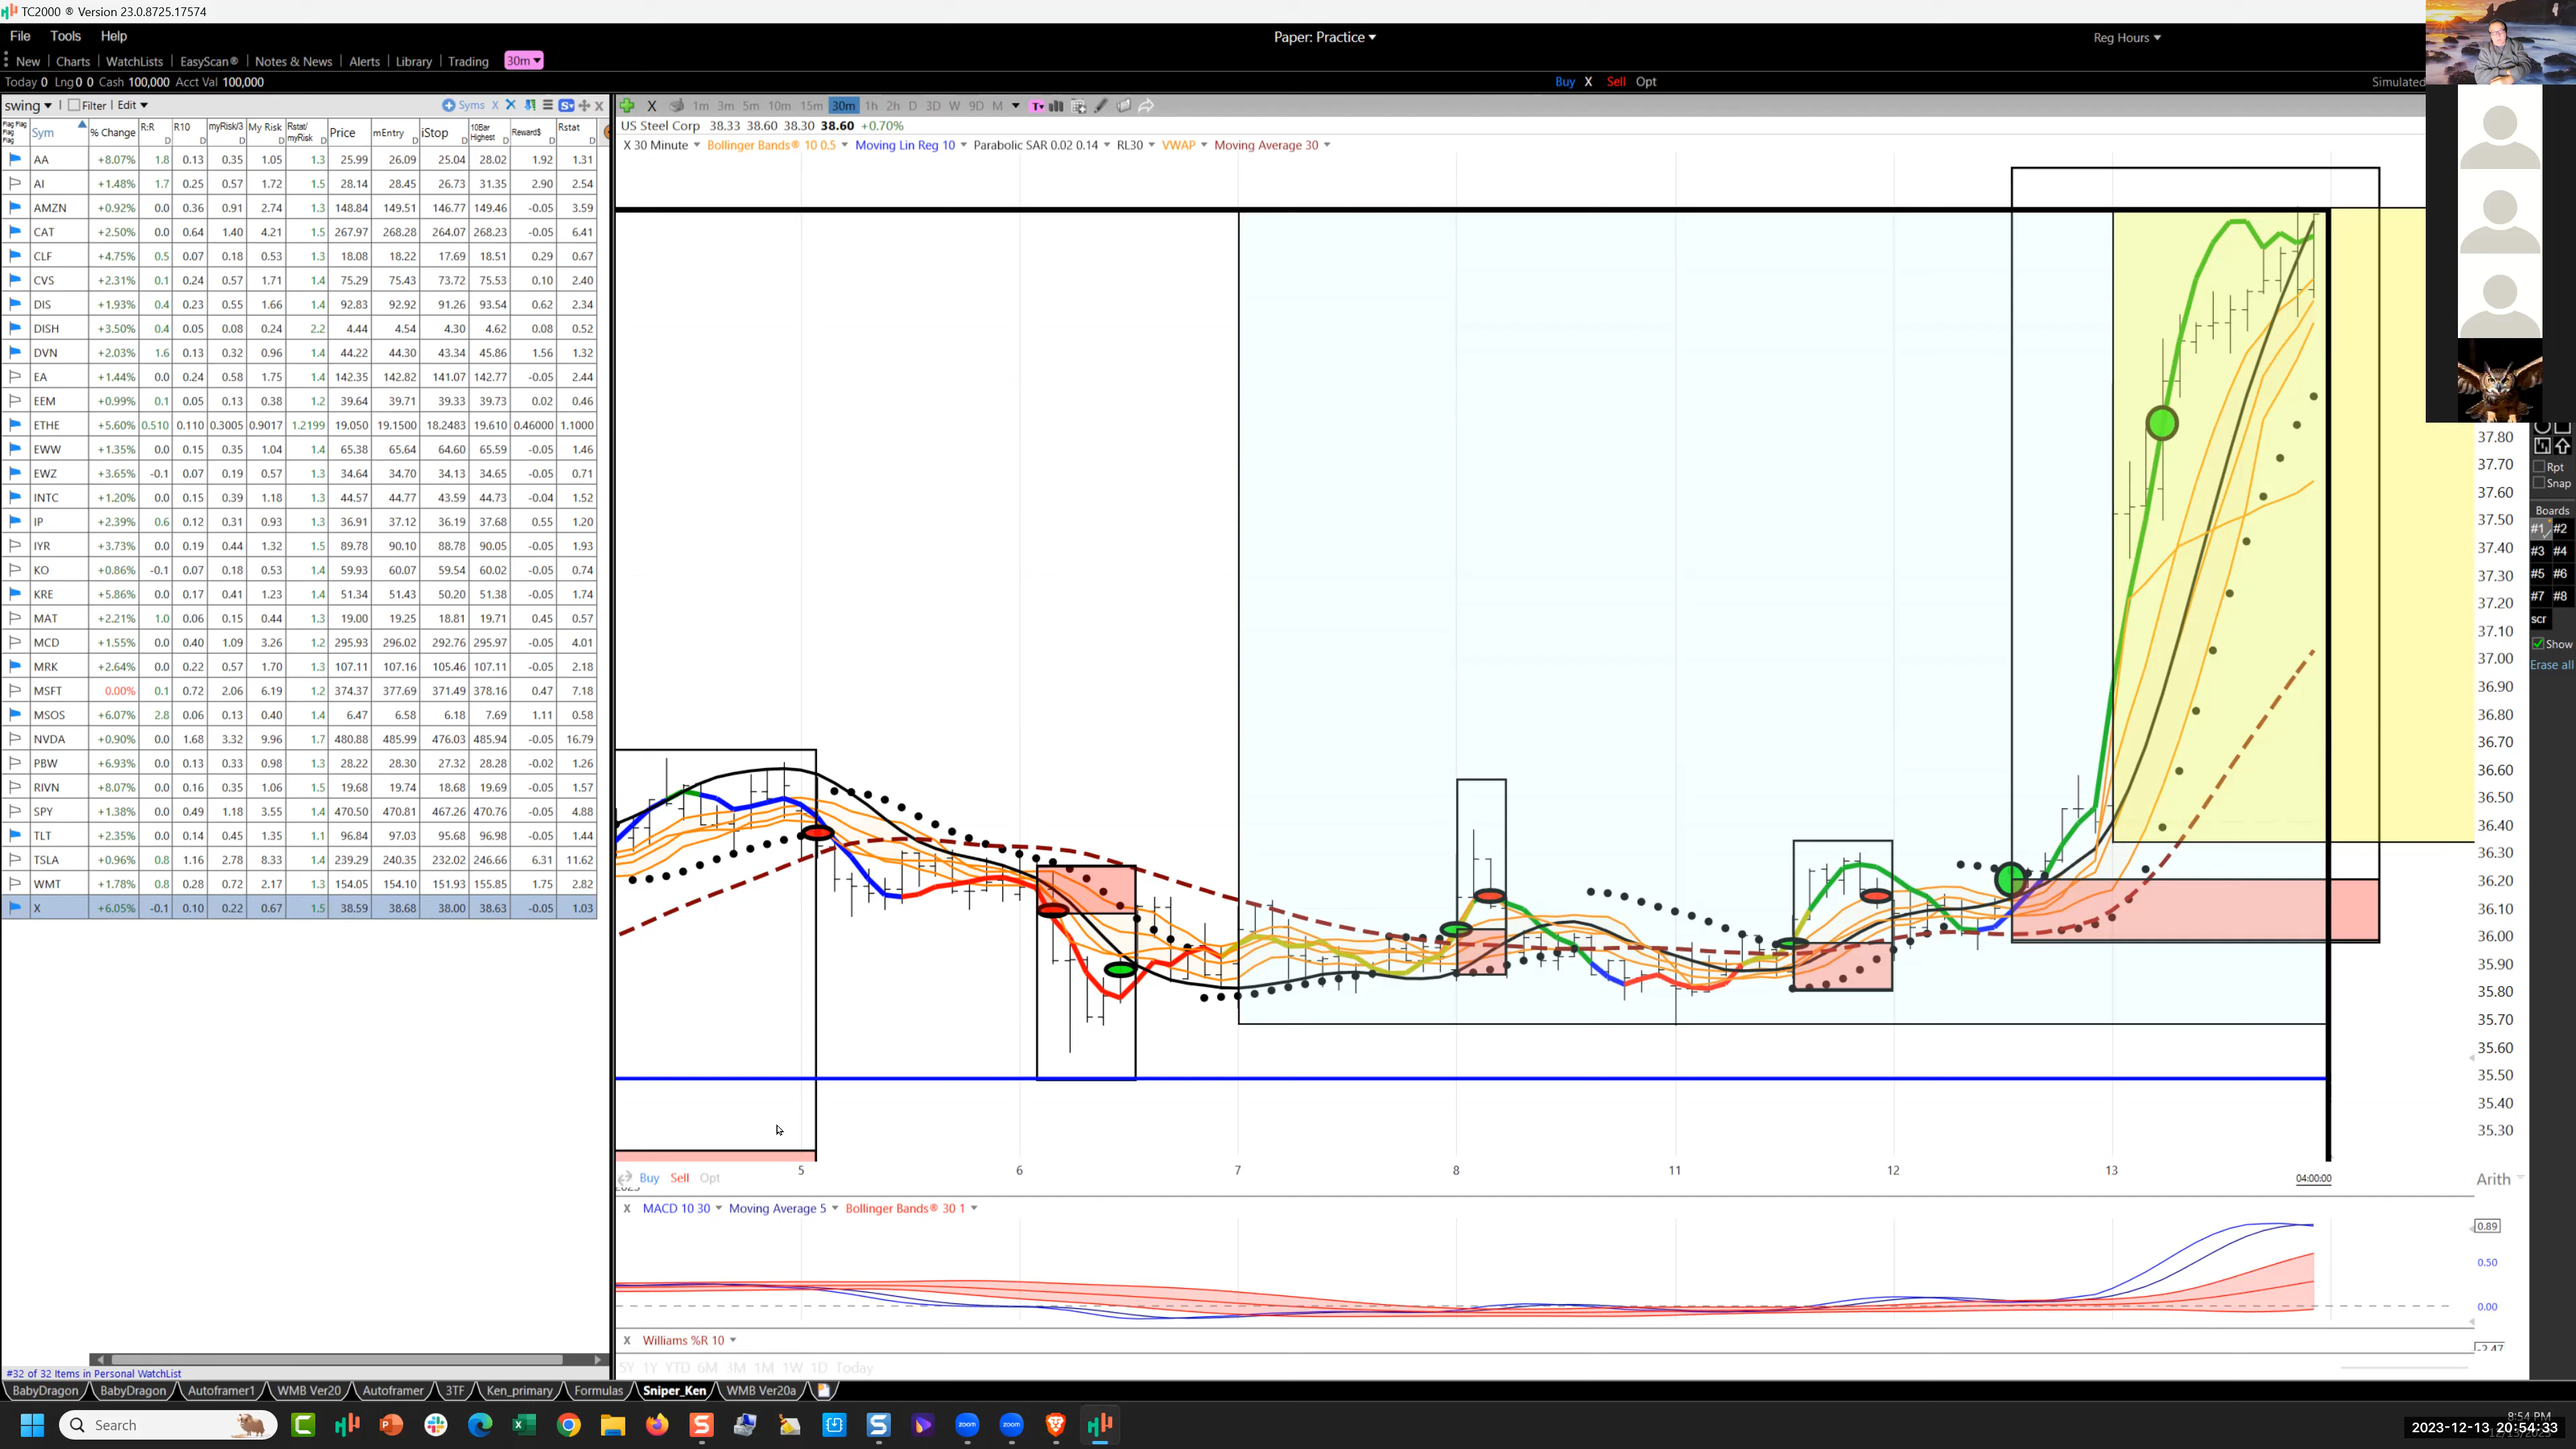 TC2000 ® Version 23.0.8725.17574
File Tools Help
Paper: Practice
Reg Hours
New Charts WatchLists EasyScan® Notes & News Alerts Library Trading 30m
Today 0 Lng 0 0 Cash 100,000 Acct Val 100,000
Buy X Sell Opt
Simulated
swing Filter Edit
Syms X
1m 3m 5m 10m 15m 30m 1h 2h D 3D W 9D M
US Steel Corp 38.33 38.60 38.30 38.60 +0.70%
X 30 Minute Bollinger Bands® 10 0.5 Moving Lin Reg 10 Parabolic SAR 0.02 0.14 RL30 VWAP Moving Average 30
Sym % Change R:R R10 myRisk/3 My Risk Rstat/myRisk Price mEntry iStop 10Bar Highest Reward$ Rstat
AA +8.07% 1.8 0.13 0.35 1.05 1.3 25.99 26.09 25.04 28.02 1.92 1.31
AI +1.48% 1.7 0.25 0.57 1.72 1.5 28.14 28.45 26.73 31.35 2.90 2.54
AMZN +0.92% 0.0 0.36 0.91 2.74 1.3 148.84 149.51 146.77 149.46 -0.05 3.59
CAT +2.50% 0.0 0.64 1.40 4.21 1.5 267.97 268.28 264.07 268.23 -0.05 6.41
CLF +4.75% 0.5 0.07 0.18 0.53 1.3 18.08 18.22 17.69 18.51 0.29 0.67
CVS +2.31% 0.1 0.24 0.57 1.71 1.4 75.29 75.43 73.72 75.53 0.10 2.40
DIS +1.93% 0.4 0.23 0.55 1.66 1.4 92.83 92.92 91.26 93.54 0.62 2.34
DISH +3.50% 0.4 0.05 0.08 0.24 2.2 4.44 4.54 4.30 4.62 0.08 0.52
DVN +2.03% 1.6 0.13 0.32 0.96 1.4 44.22 44.30 43.34 45.86 1.56 1.32
EA +1.44% 0.0 0.24 0.58 1.75 1.4 142.35 142.82 141.07 142.77 -0.05 2.44
EEM +0.99% 0.1 0.05 0.13 0.38 1.2 39.64 39.71 39.33 39.73 0.02 0.46
ETHE +5.60% 0.510 0.110 0.3005 0.9017 1.2199 19.050 19.1500 18.2483 19.610 0.46000 1.1000
EWW +1.35% 0.0 0.15 0.35 1.04 1.4 65.38 65.64 64.60 65.59 -0.05 1.46
EWZ +3.65% -0.1 0.07 0.19 0.57 1.3 34.64 34.70 34.13 34.65 -0.05 0.71
INTC +1.20% 0.0 0.15 0.39 1.18 1.3 44.57 44.77 43.59 44.73 -0.04 1.52
IP +2.39% 0.6 0.12 0.31 0.93 1.3 36.91 37.12 36.19 37.68 0.55 1.20
IYR +3.73% 0.0 0.19 0.44 1.32 1.5 89.78 90.10 88.78 90.05 -0.05 1.93
KO +0.86% -0.1 0.07 0.18 0.53 1.4 59.93 60.07 59.54 60.02 -0.05 0.74
KRE +5.86% 0.0 0.17 0.41 1.23 1.4 51.34 51.43 50.20 51.38 -0.05 1.74
MAT +2.21% 1.0 0.06 0.15 0.44 1.3 19.00 19.25 18.81 19.71 0.45 0.57
MCD +1.55% 0.0 0.40 1.09 3.26 1.2 295.93 296.02 292.76 295.97 -0.05 4.01
MRK +2.64% 0.0 0.22 0.57 1.70 1.3 107.11 107.16 105.46 107.11 -0.05 2.18
MSFT 0.00% 0.1 0.72 2.06 6.19 1.2 374.37 377.69 371.49 378.16 0.47 7.18
MSOS +6.07% 2.8 0.06 0.13 0.40 1.4 6.47 6.58 6.18 7.69 1.11 0.58
NVDA +0.90% 0.0 1.68 3.32 9.96 1.7 480.88 485.99 476.03 485.94 -0.05 16.79
PBW +6.93% 0.0 0.13 0.33 0.98 1.3 28.22 28.30 27.32 28.28 -0.02 1.26
RIVN +8.07% 0.0 0.16 0.35 1.06 1.5 19.68 19.74 18.68 19.69 -0.05 1.57
SPY +1.38% 0.0 0.49 1.18 3.55 1.4 470.50 470.81 467.26 470.76 -0.05 4.88
TLT +2.35% 0.0 0.14 0.45 1.35 1.1 96.84 97.03 95.68 96.98 -0.05 1.44
TSLA +0.96% 0.8 1.16 2.78 8.33 1.4 239.29 240.35 232.02 246.66 6.31 11.62
WMT +1.78% 0.8 0.28 0.72 2.17 1.3 154.05 154.10 151.93 155.85 1.75 2.82
X +6.05% -0.1 0.10 0.22 0.67 1.5 38.59 38.68 38.00 38.63 -0.05 1.03
37.80
37.70
37.60
37.50
37.40
37.30
37.20
37.10
37.00
36.90
36.80
36.70
36.60
36.50
36.40
36.30
36.20
36.10
36.00
35.90
35.80
35.70
35.60
35.50
35.40
35.30
Rpt
Snap
Boards
#1 #2
#3 #4
#5 #6
#7 #8
scr
Show
Erase all
5 6 7 8 11 12 13
04:00:00
Arith
Buy Sell Opt
X MACD 10 30 Moving Average 5 Bollinger Bands® 30 1
0.89
0.50
0.00
X Williams %R 10
-2.47
5Y 1Y YTD 6M 3M 1M 1W 1D Today
#32 of 32 Items in Personal WatchList
BabyDragon BabyDragon Autoframer1 WMB Ver20 Autoframer 3TF Ken_primary Formulas Sniper_Ken WMB Ver20a
Search
zoom zoom
8:54 PM
2023-12-13 20:54:33